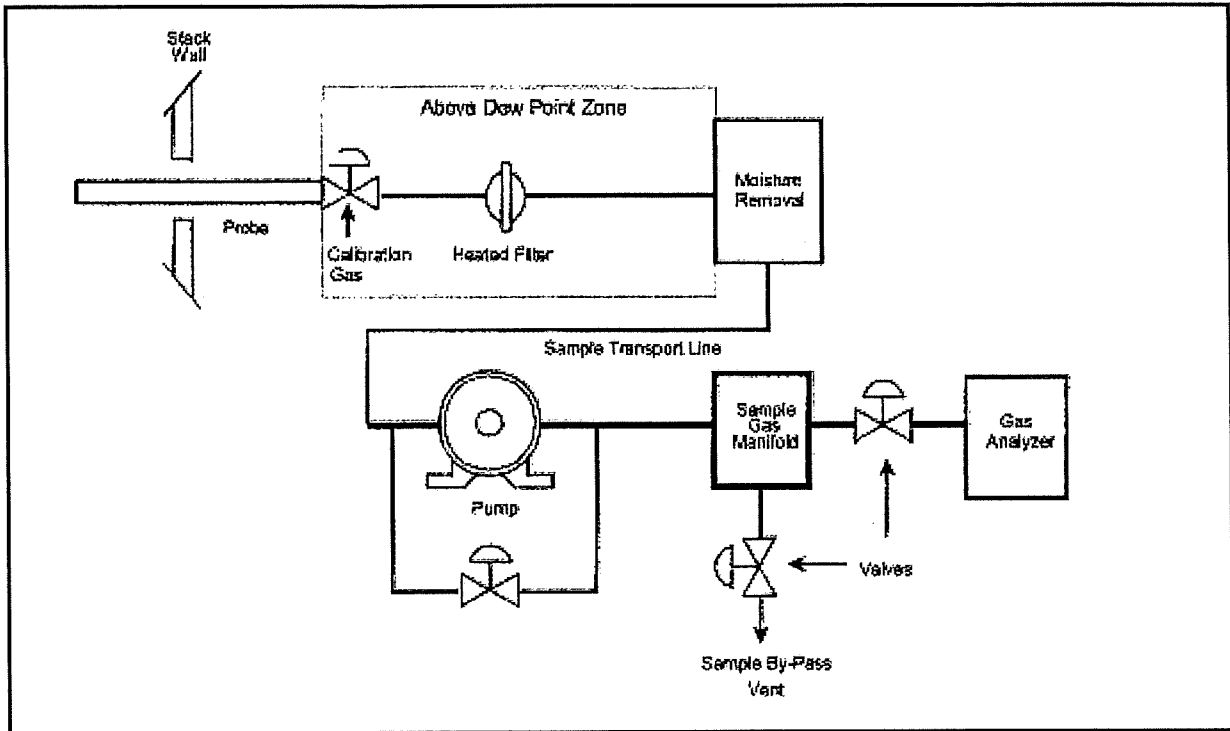 Stack
Wall
Above Dew Point Zone
Moisture
Removal
Probe
Calibration
Gas
Heated Filter
Sample Transport Line
Sample
Gas
Manifold
Gas
Analyzer
Pump
Valves
Sample By-Pass
Vent